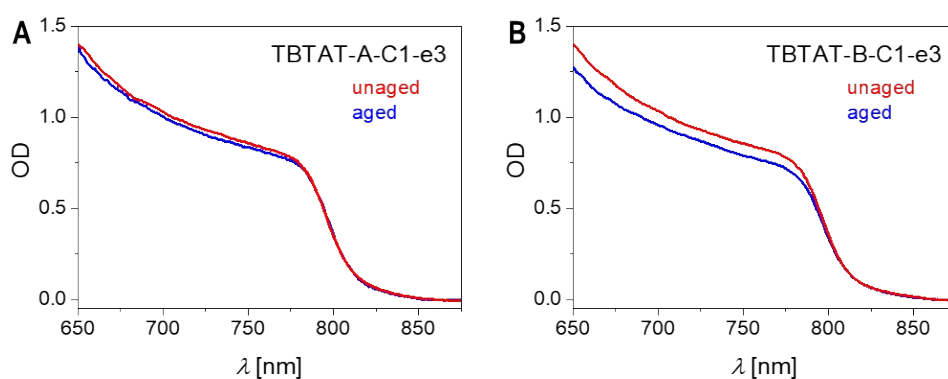 A
TBTAT-A-C1-e3
unaged
aged
OD
1.5
1.0
0.5
0.0
650
700
750
800
850
λ [nm]
B
TBTAT-B-C1-e3
unaged
aged
OD
1.5
1.0
0.5
0.0
650
700
750
800
850
λ [nm]